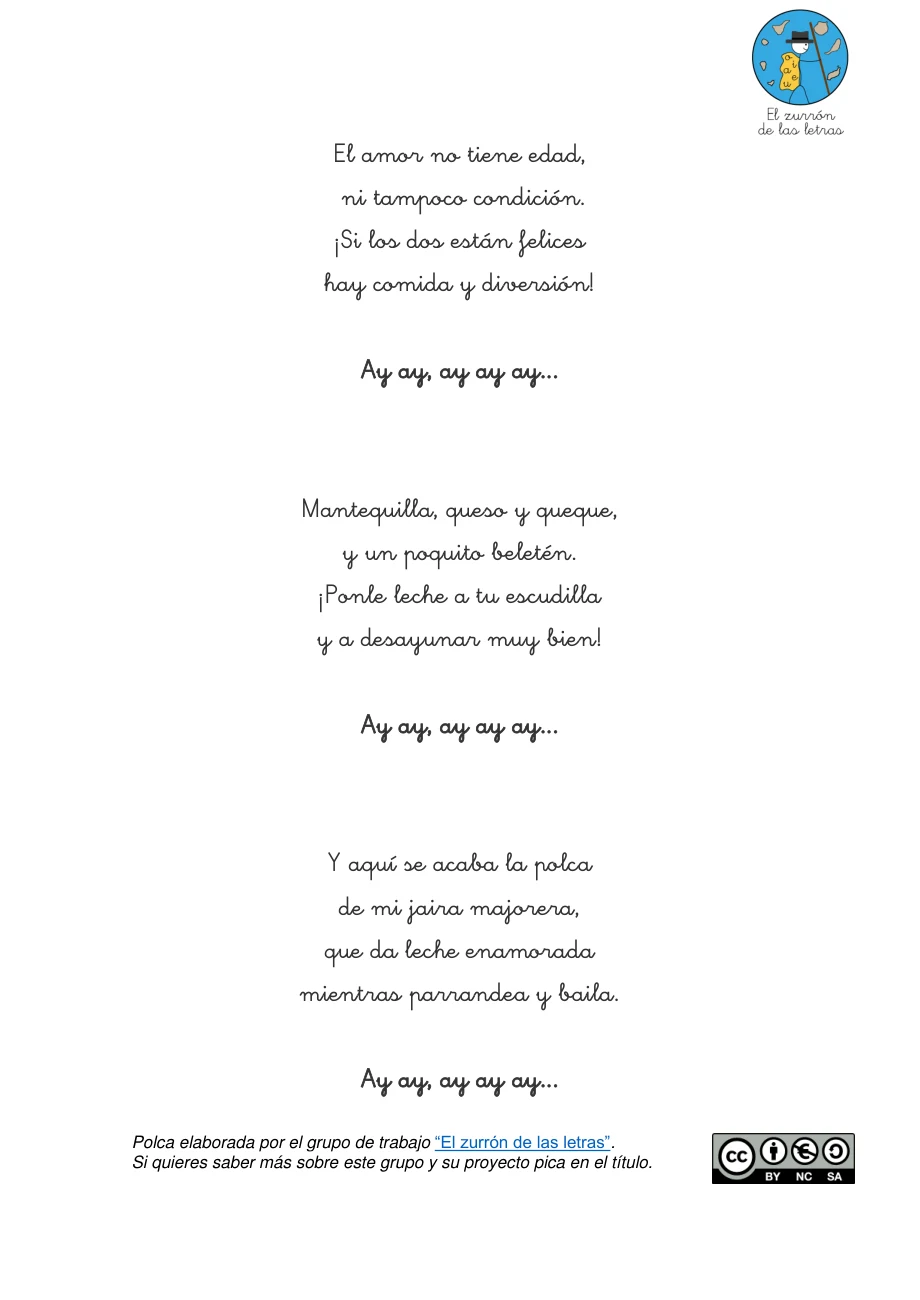 El zurrón
de las letras
El amor no tiene edad,
ni tampoco condición.
¡Si los dos están felices
hay comida y diversión!
Ay ay, ay ay ay...
Mantequilla, queso y queque,
y un poquito beletén.
¡Ponle leche a tu escudilla
y a desayunar muy bien!
Ay ay, ay ay ay...
Y aquí se acaba la polca
de mi jaira majorera,
que da leche enamorada
mientras parrandea y baila.
Ay ay, ay ay ay...
Polca elaborada por el grupo de trabajo “El zurrón de las letras”.
Si quieres saber más sobre este grupo y su proyecto pica en el título.
cc
BY NC SA